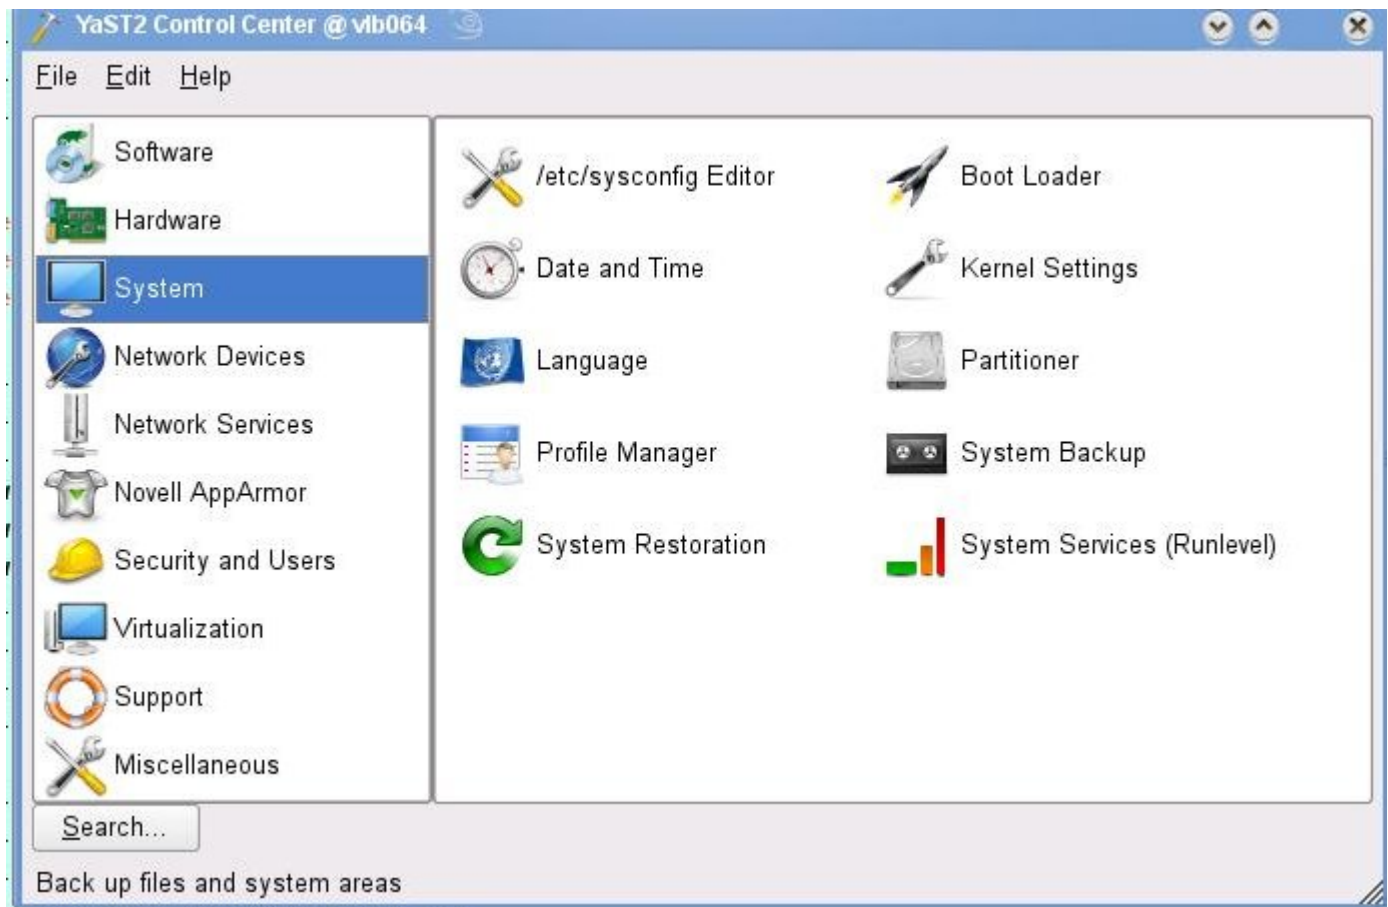 YaST2 Control Center @ vlb064
File Edit Help
Software
Hardware
System
Network Devices
Network Services
Novell AppArmor
Security and Users
Virtualization
Support
Miscellaneous
/etc/sysconfig Editor
Boot Loader
Date and Time
Kernel Settings
Language
Partitioner
Profile Manager
System Backup
System Restoration
System Services (Runlevel)
Search...
Back up files and system areas